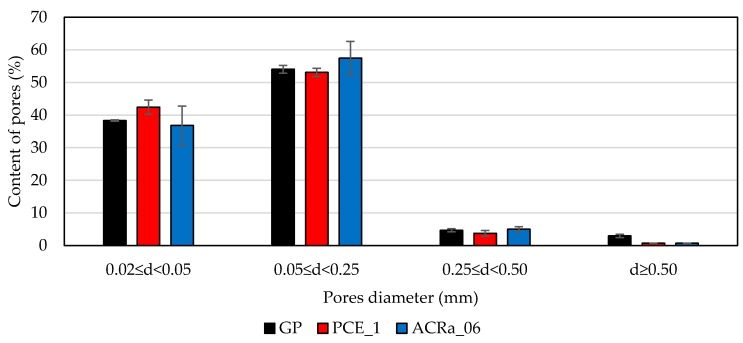 70
60
50
40
30
20
10
0
Content of pores (%)
0.02≤d<0.05 0.05≤d<0.25 0.25≤d<0.50 d≥0.50
Pores diameter (mm)
GP PCE_1 ACRa_06